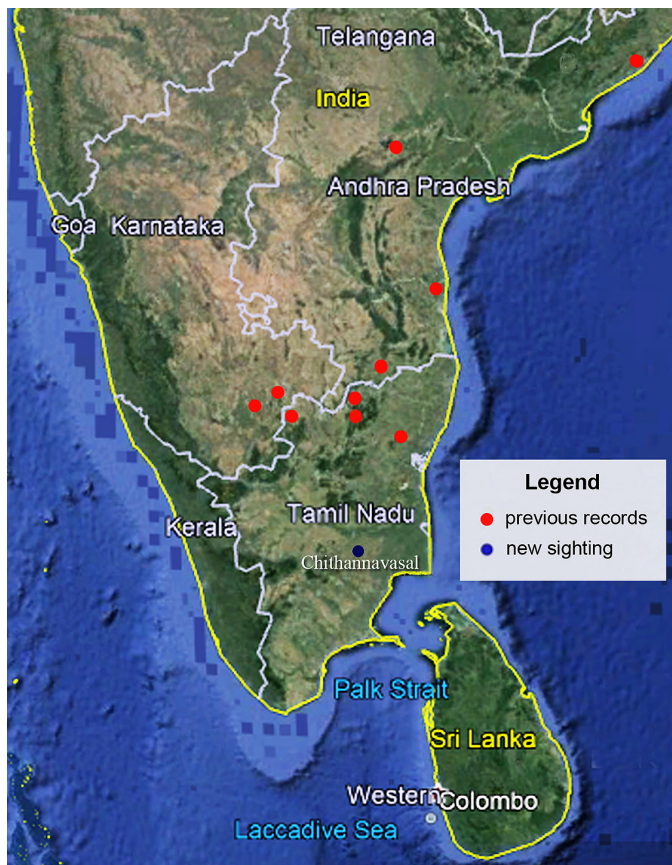 Telangana
India
Andhra Pradesh
Goa
Karnataka
Legend
previous records
new sighting
Tamil Nadu
Kerala
Chithannavasal
Palk Strait
Sri Lanka
Western
Colombo
Laccadive Sea